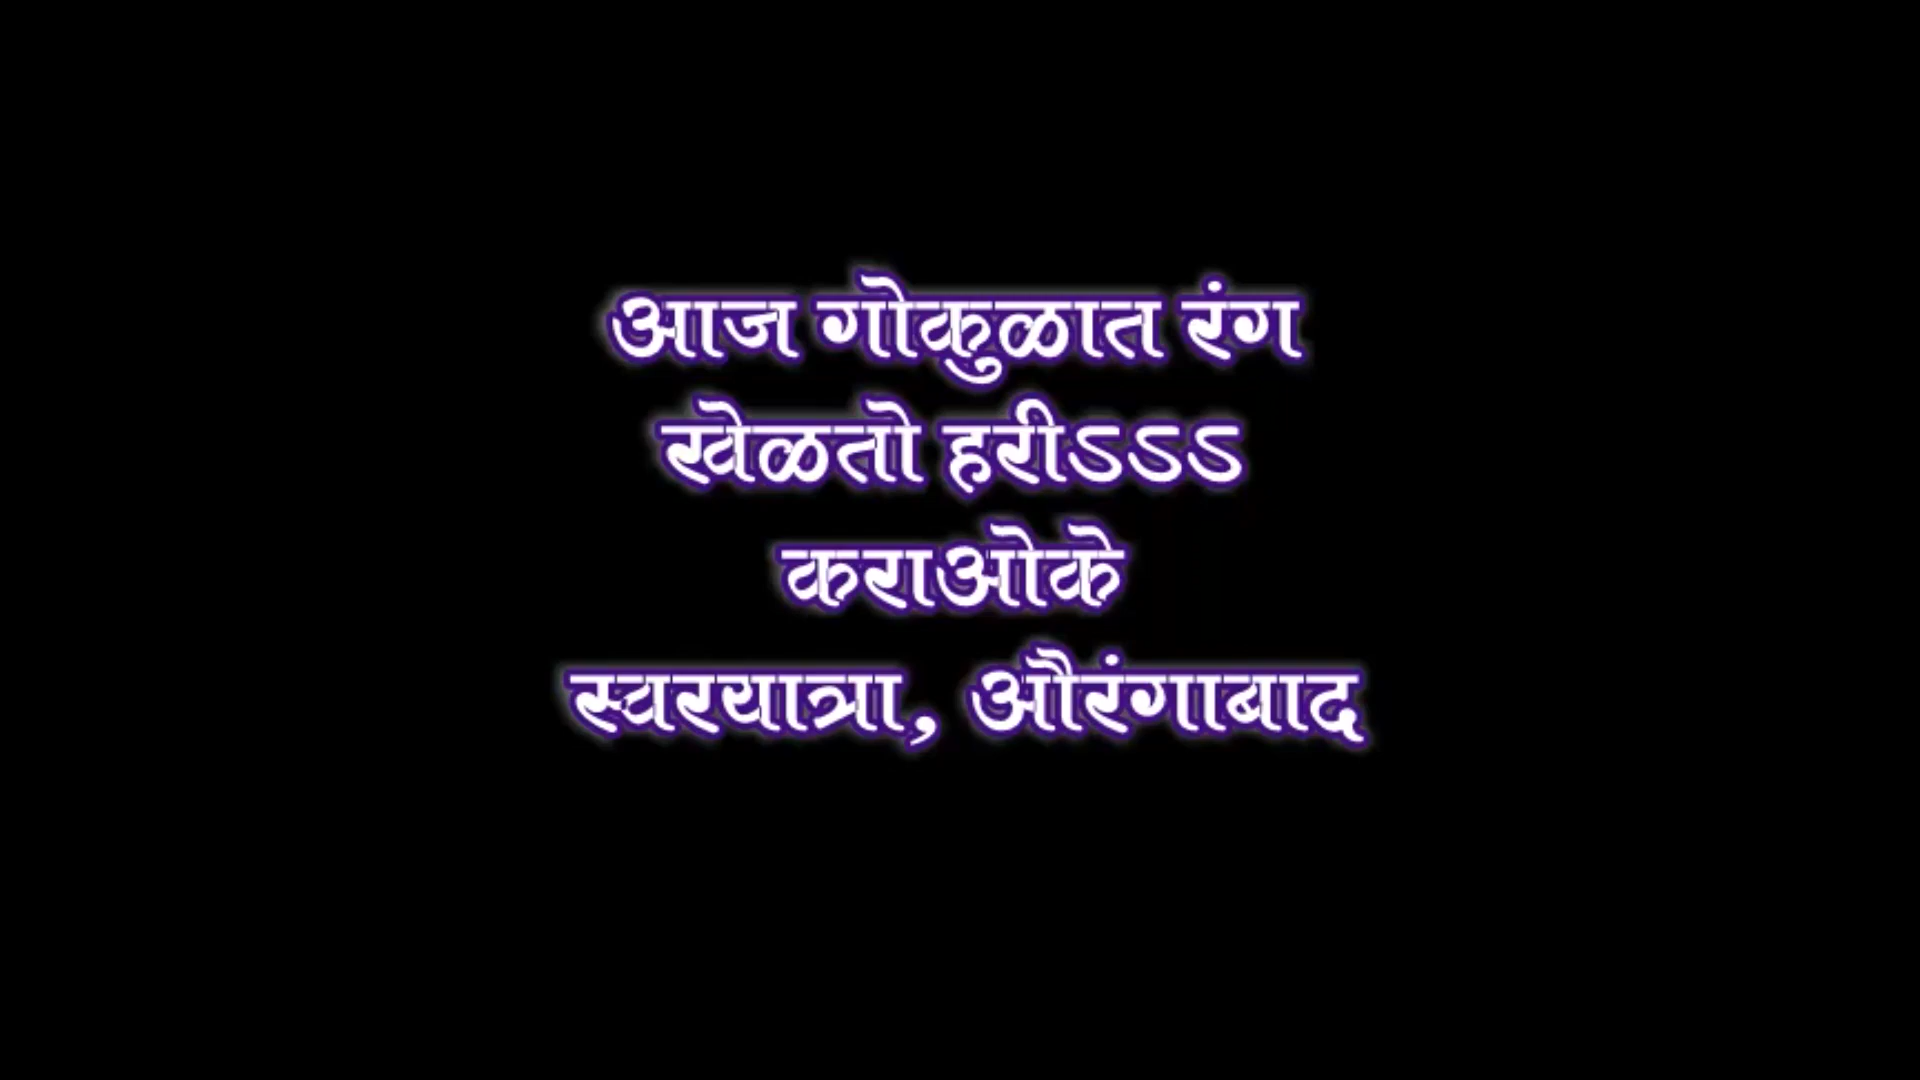 आज गोकुळात रंग
खेळतो हरीऽऽऽ
कराओके
स्वरयात्रा, औरंगाबाद